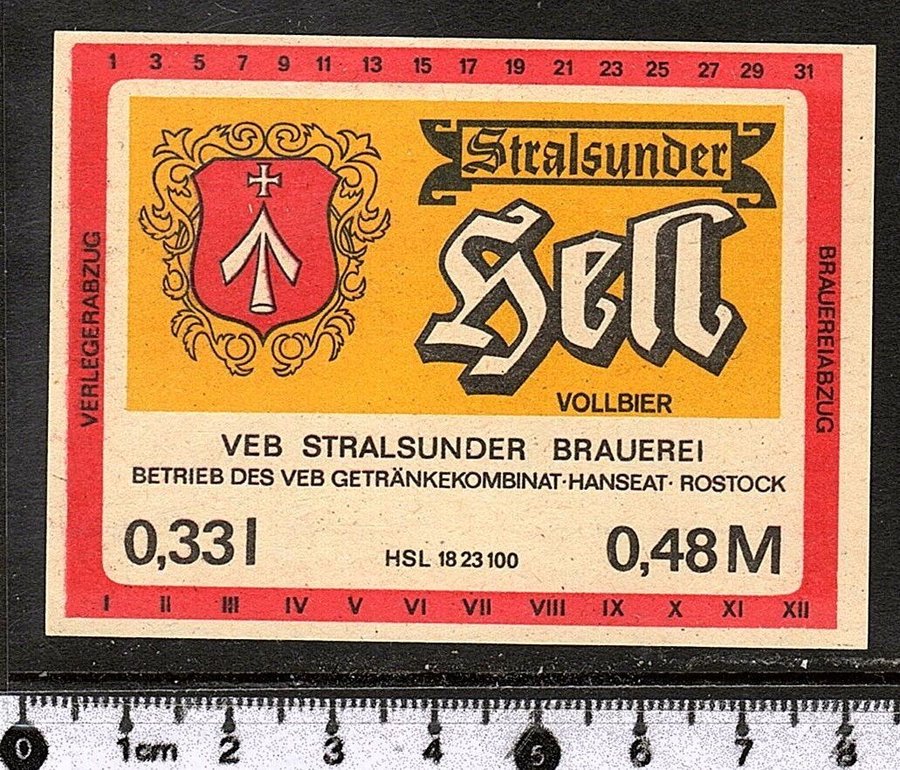 1 3 5 7 9 11 13 15 17 19 21 23 25 27 29 31
Stralsunder
Hell
VOLLBIER
VERLEGERABZUG
BRAUEREIABZUG
VEB STRALSUNDER BRAUEREI
BETRIEB DES VEB GETRÄNKEKOMBINAT·HANSEAT· ROSTOCK
0,33 l
HSL 18 23 100
0,48 M
I II III IV V VI VII VIII IX X XI XII
0 1cm 2 3 4 5 6 7 8